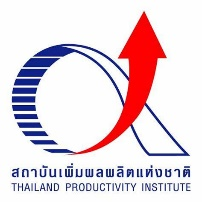 สถาบันเพิ่มผลผลิตแห่งชาติ
THAILAND PRODUCTIVITY INSTITUTE